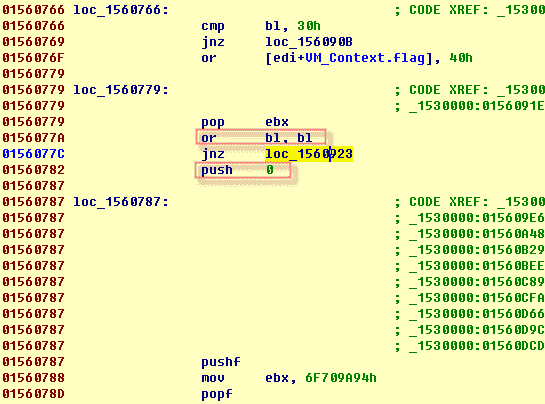 01560766 loc_1560766: ; CODE XREF: _15300
01560766 cmp bl, 30h
01560769 jnz loc_156090B
0156076F or [edi+VM_Context.flag], 40h
01560779
01560779 loc_1560779: ; CODE XREF: _15300
01560779 ; _1530000:0156091E
01560779 pop ebx
0156077A or bl, bl
0156077C jnz loc_1560923
01560782 push 0
01560787
01560787 loc_1560787: ; CODE XREF: _15300
01560787 ; _1530000:015609E6
01560787 ; _1530000:01560A48
01560787 ; _1530000:01560B29
01560787 ; _1530000:01560BEE
01560787 ; _1530000:01560C89
01560787 ; _1530000:01560CFA
01560787 ; _1530000:01560D66
01560787 ; _1530000:01560D9C
01560787 ; _1530000:01560DCD
01560787 pushf
01560788 mov ebx, 6F709A94h
0156078D popf